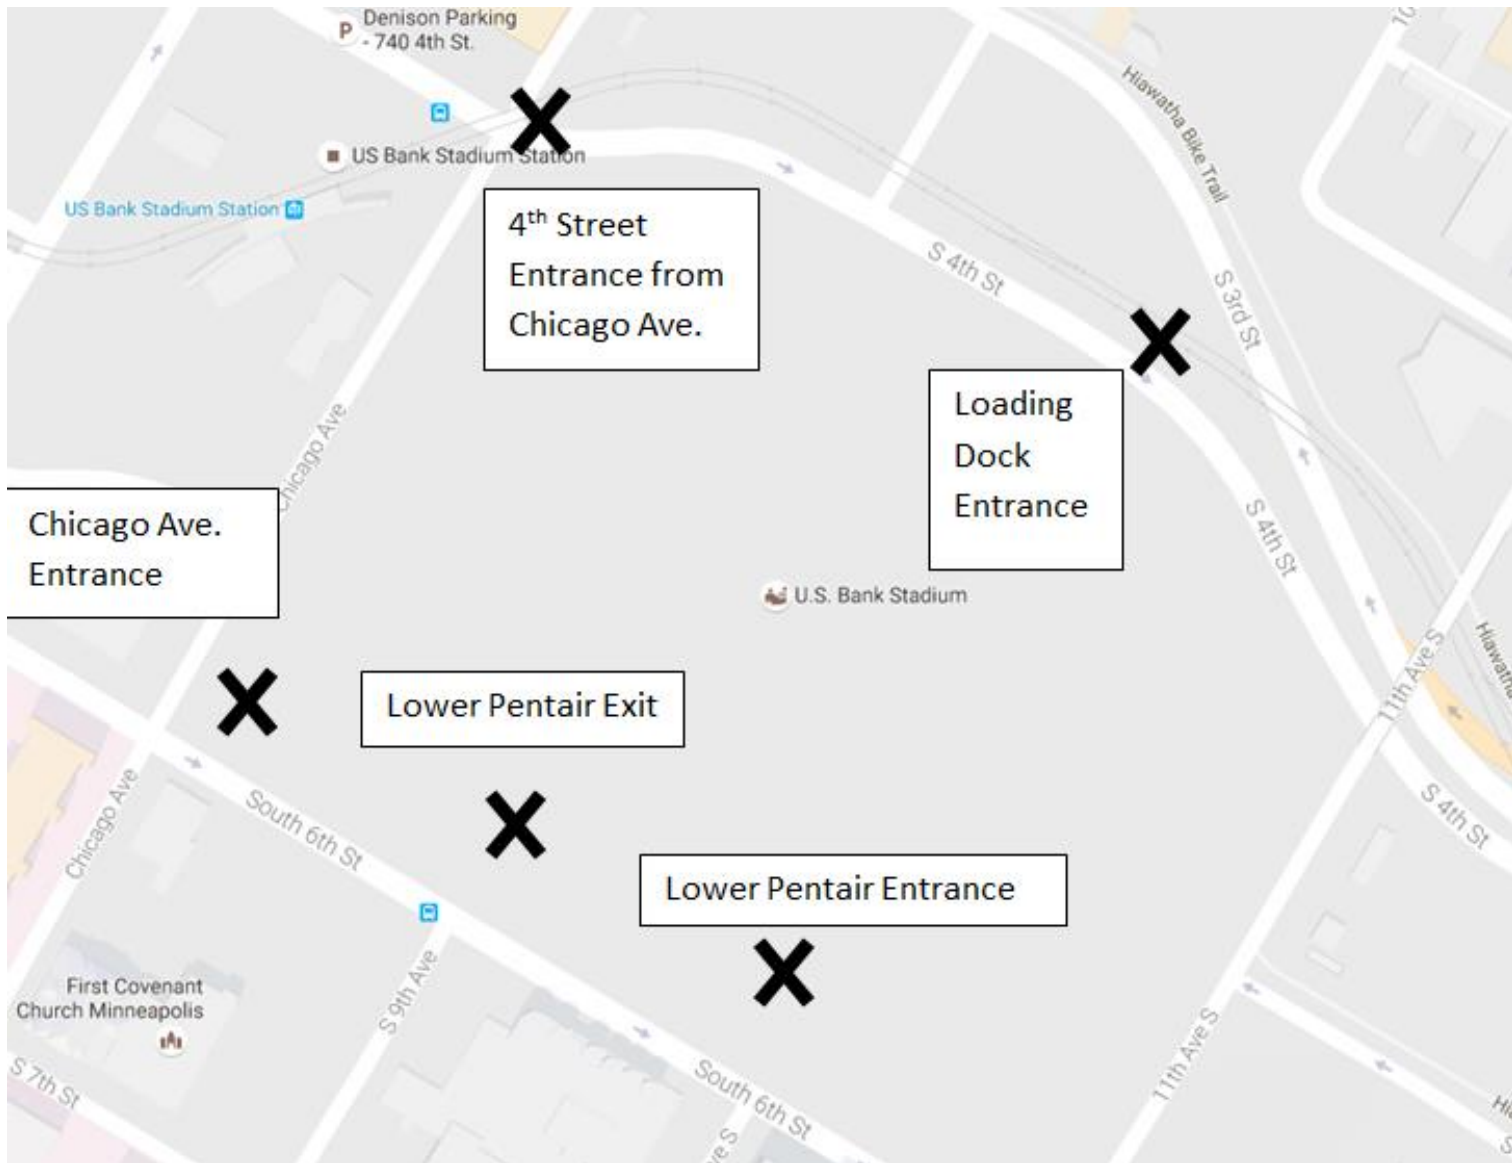 Denison Parking
- 740 4th St.
P
10
Hiawatha Bike Trail
US Bank Stadium Station
US Bank Stadium Station
4th Street
Entrance from
Chicago Ave.
S 4th St
S 3rd St
Loading
Dock
Entrance
Chicago Ave
Chicago Ave.
Entrance
S 4th St
U.S. Bank Stadium
11th Ave S
Hiawatha
Lower Pentair Exit
Chicago Ave
South 6th St
S 4th St
Lower Pentair Entrance
First Covenant
Church Minneapolis
S 9th Ave
S 7th St
South 6th St
11th Ave S
ve S